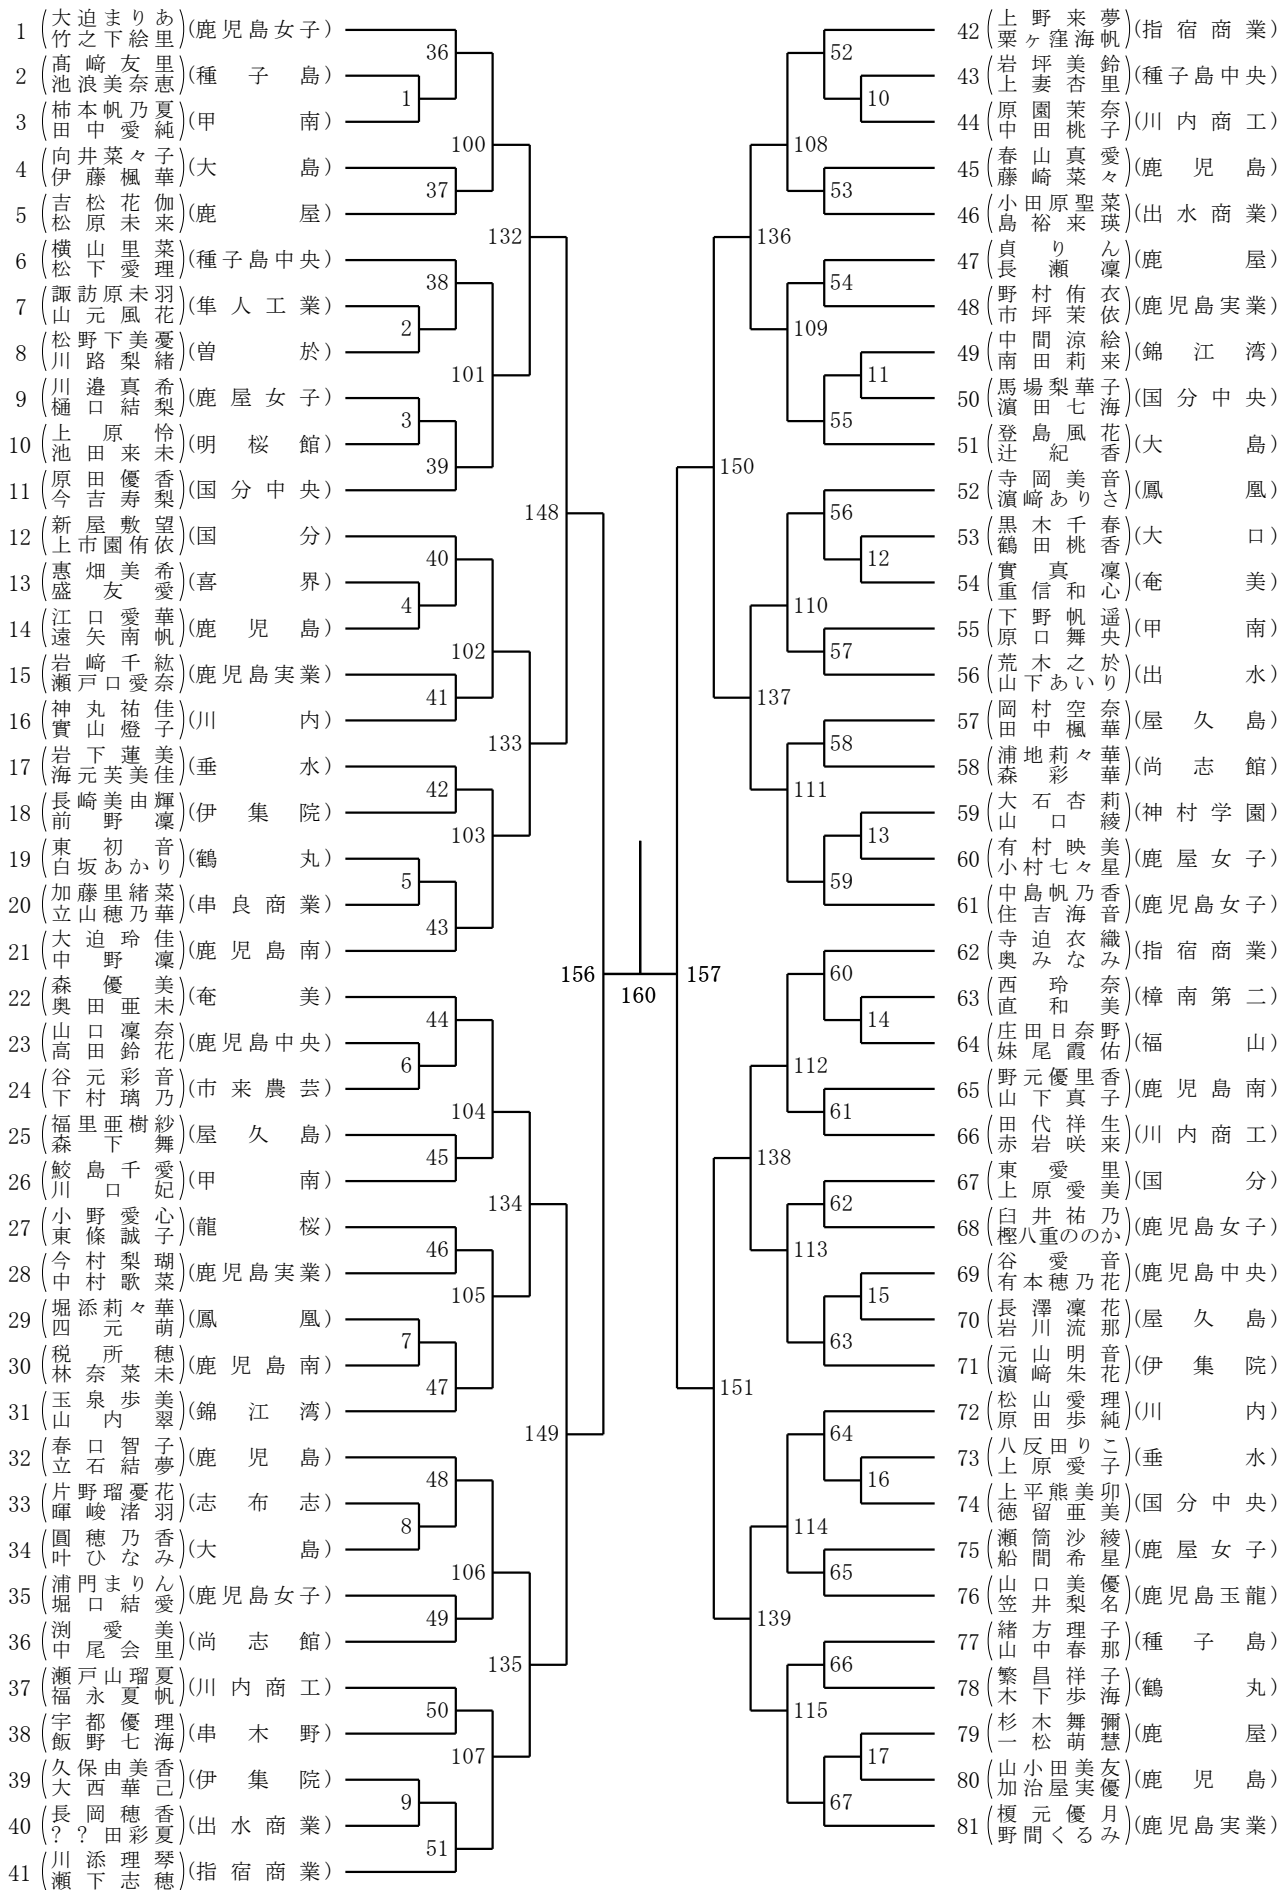 1 大迫まりあ 竹之下絵里 (鹿児島女子)
2 髙﨑友里 池浪美奈恵 (種子島)
3 柿本帆乃夏 田中愛純 (甲南)
4 向井菜々子 伊藤楓華 (大島)
5 吉松花伽 松原未来 (鹿屋)
6 横山里菜 松下愛理 (種子島中央)
7 諏訪原未羽 山元風花 (隼人工業)
8 松野下美憂 川路梨緒 (曽於)
9 川邉真希 樋口結梨 (鹿屋女子)
10 上原怜 池田来未 (明桜館)
11 原田優香 今吉寿梨 (国分中央)
12 新屋敷望 上市園侑依 (国分)
13 惠畑美希 盛友愛 (喜界)
14 江口愛華 遠矢南帆 (鹿児島)
15 岩﨑千紘 瀬戸口愛奈 (鹿児島実業)
16 神丸祐佳 實山燈子 (川内)
17 岩下蓮美 海元芙美佳 (垂水)
18 長崎美由輝 前野凜 (伊集院)
19 東初音 白坂あかり (鶴丸)
20 加藤里緒菜 立山穂乃華 (串良商業)
21 大迫玲佳 中野凜 (鹿児島南)
22 森優美 奥田亜未 (奄美)
23 山口凜奈 高田鈴花 (鹿児島中央)
24 谷元彩音 下村璃乃 (市来農芸)
25 福里亜樹紗 森下舞 (屋久島)
26 鮫島千愛 川口妃 (甲南)
27 小野愛心 東條誠子 (龍桜)
28 今村梨瑚 中村歌菜 (鹿児島実業)
29 堀添莉々華 四元萌 (鳳凰)
30 税所穂 林奈菜未 (鹿児島南)
31 玉泉歩美 山内翠 (錦江湾)
32 春口智子 立石結夢 (鹿児島)
33 片野瑠憂花 暉峻渚羽 (志布志)
34 圓穂乃香 叶ひなみ (大島)
35 浦門まりん 堀口結愛 (鹿児島女子)
36 渕愛美 中尾会里 (尚志館)
37 瀬戸山瑠夏 福永夏帆 (川内商工)
38 宇都優理 飯野七海 (串木野)
39 久保由美香 大西華己 (伊集院)
40 長岡穂香 ??田彩夏 (出水商業)
41 川添理琴 瀬下志穂 (指宿商業)
36
1
100
37
132
38
2
101
3
39
148
40
4
102
41
133
42
103
5
43
156
44
6
104
45
134
46
105
7
47
149
48
8
106
49
135
50
107
9
51
160
157
52
10
108
53
136
54
109
11
55
150
56
12
110
57
137
58
111
13
59
60
14
112
61
138
62
113
15
63
151
64
16
114
65
139
66
115
17
67
42 上野来夢 粟ヶ窪海帆 (指宿商業)
43 岩坪美鈴 上妻杏里 (種子島中央)
44 原園茉奈 中田桃子 (川内商工)
45 春山真愛 藤崎菜々 (鹿児島)
46 小田原聖菜 島裕来瑛 (出水商業)
47 貞りん 長瀬凜 (鹿屋)
48 野村侑衣 市坪茉依 (鹿児島実業)
49 中間涼絵 南田莉来 (錦江湾)
50 馬場梨華子 濵田七海 (国分中央)
51 登島風花 辻紀香 (大島)
52 寺岡美音 濵﨑ありさ (鳳凰)
53 黒木千春 鶴田桃香 (大口)
54 實真凜 重信和心 (奄美)
55 下野帆遥 原口舞央 (甲南)
56 荒木之於 山下あいり (出水)
57 岡村空奈 田中楓華 (屋久島)
58 浦地莉々華 森彩華 (尚志館)
59 大石杏莉 山口綾 (神村学園)
60 有村映美 小村七々星 (鹿屋女子)
61 中島帆乃香 住吉海音 (鹿児島女子)
62 寺迫衣織 奥みなみ (指宿商業)
63 西玲奈 直和美 (樟南第二)
64 庄田日奈野 妹尾霞佑 (福山)
65 野元優里香 山下真子 (鹿児島南)
66 田代祥生 赤岩咲来 (川内商工)
67 東愛里 上原愛美 (国分)
68 臼井祐乃 樫八重ののか (鹿児島女子)
69 谷愛音 有本穂乃花 (鹿児島中央)
70 長澤凜花 岩川流那 (屋久島)
71 元山明音 濵﨑朱花 (伊集院)
72 松山愛理 原田歩純 (川内)
73 八反田りこ 上原愛子 (垂水)
74 上平熊美卯 徳留亜美 (国分中央)
75 瀬筒沙綾 船間希星 (鹿屋女子)
76 山口美優 笠井梨名 (鹿児島玉龍)
77 緒方理子 山中春那 (種子島)
78 繁昌祥子 木下歩海 (鶴丸)
79 杉木舞彌 一松萌慧 (鹿屋)
80 山小田美友 加治屋実優 (鹿児島)
81 榎元優月 野間くるみ (鹿児島実業)